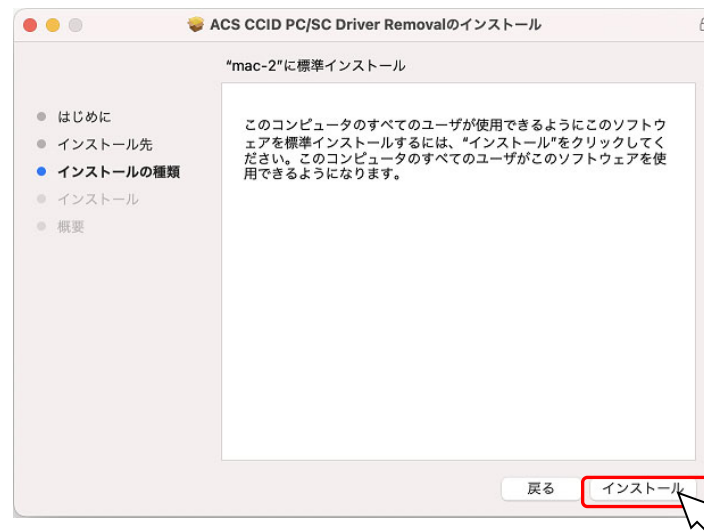 ACS CCID PC/SC Driver Removalのインストール
“mac-2”に標準インストール
はじめに
インストール先
インストールの種類
インストール
概要
このコンピュータのすべてのユーザが使用できるようにこのソフトウ
ェアを標準インストールするには、“インストール”をクリックしてく
ださい。このコンピュータのすべてのユーザがこのソフトウェアを使
用できるようになります。
戻る
インストール